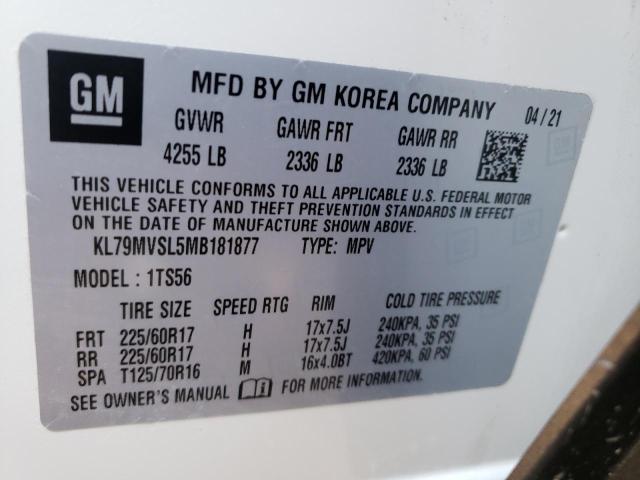 GM
MFD BY GM KOREA COMPANY 04/21
GVWR GAWR FRT GAWR RR
4255 LB 2336 LB 2336 LB
THIS VEHICLE CONFORMS TO ALL APPLICABLE U.S. FEDERAL MOTOR
VEHICLE SAFETY AND THEFT PREVENTION STANDARDS IN EFFECT
ON THE DATE OF MANUFACTURE SHOWN ABOVE.
KL79MVSL5MB181877 TYPE: MPV
MODEL: 1TS56
TIRE SIZE SPEED RTG RIM COLD TIRE PRESSURE
FRT 225/60R17 H 17x7.5J 240KPA, 35 PSI
RR 225/60R17 H 17x7.5J 240KPA, 35 PSI
SPA T125/70R16 M 16x4.0BT 420KPA, 60 PSI
SEE OWNER'S MANUAL FOR MORE INFORMATION.